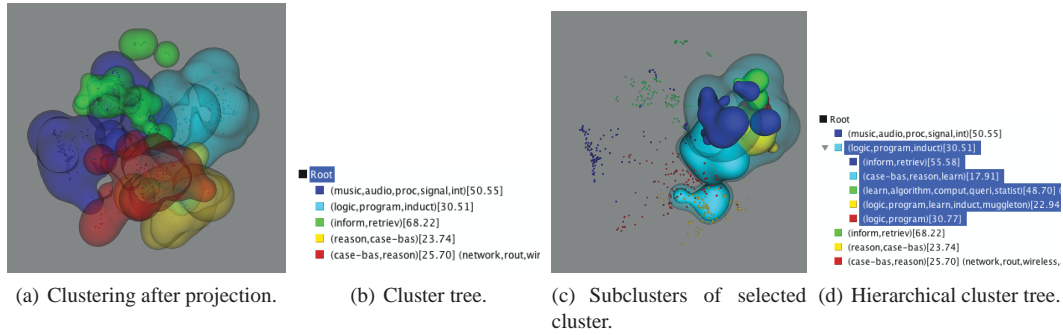 Root
(music,audio,proc,signal,int)[50.55]
(logic,program,induct)[30.51]
(inform,retriev)[68.22]
(reason,case-bas)[23.74]
(case-bas,reason)[25.70] (network,rout,wire
Root
(music,audio,proc,signal,int)[50.55]
(logic,program,induct)[30.51]
(inform,retriev)[55.58]
(case-bas,reason,learn)[17.91]
(learn,algorithm,comput,queri,statist)[48.70] (
(logic,program,learn,induct,muggleton)[22.94
(logic,program)[30.77]
(inform,retriev)[68.22]
(reason,case-bas)[23.74]
(case-bas,reason)[25.70] (network,rout,wireless,
(a) Clustering after projection.
(b) Cluster tree.
(c) Subclusters of selected
cluster.
(d) Hierarchical cluster tree.